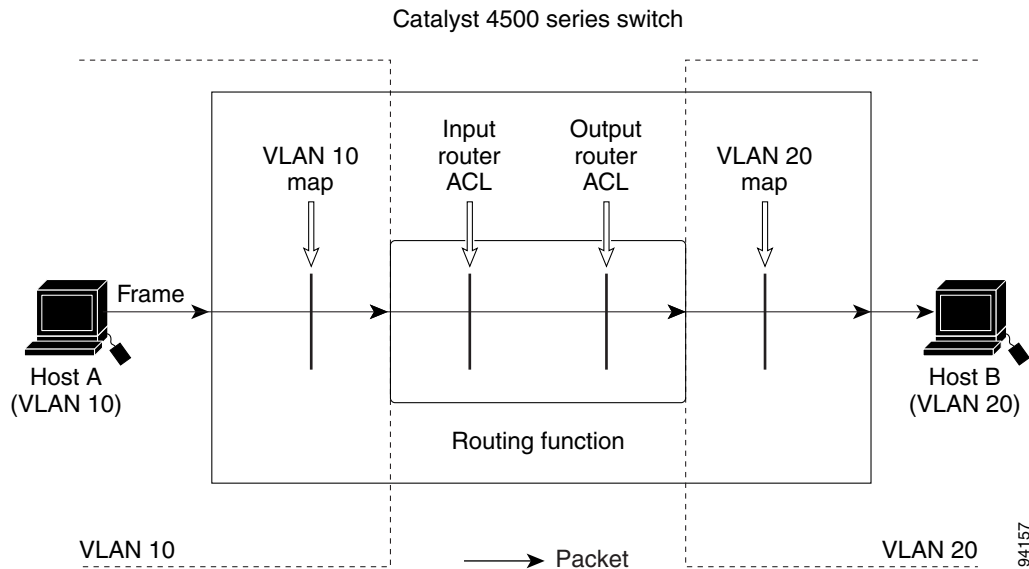 Catalyst 4500 series switch
VLAN 10
map
Input
router
ACL
Output
router
ACL
VLAN 20
map
Frame
Host A
(VLAN 10)
Host B
(VLAN 20)
Routing function
VLAN 10
Packet
VLAN 20
94157